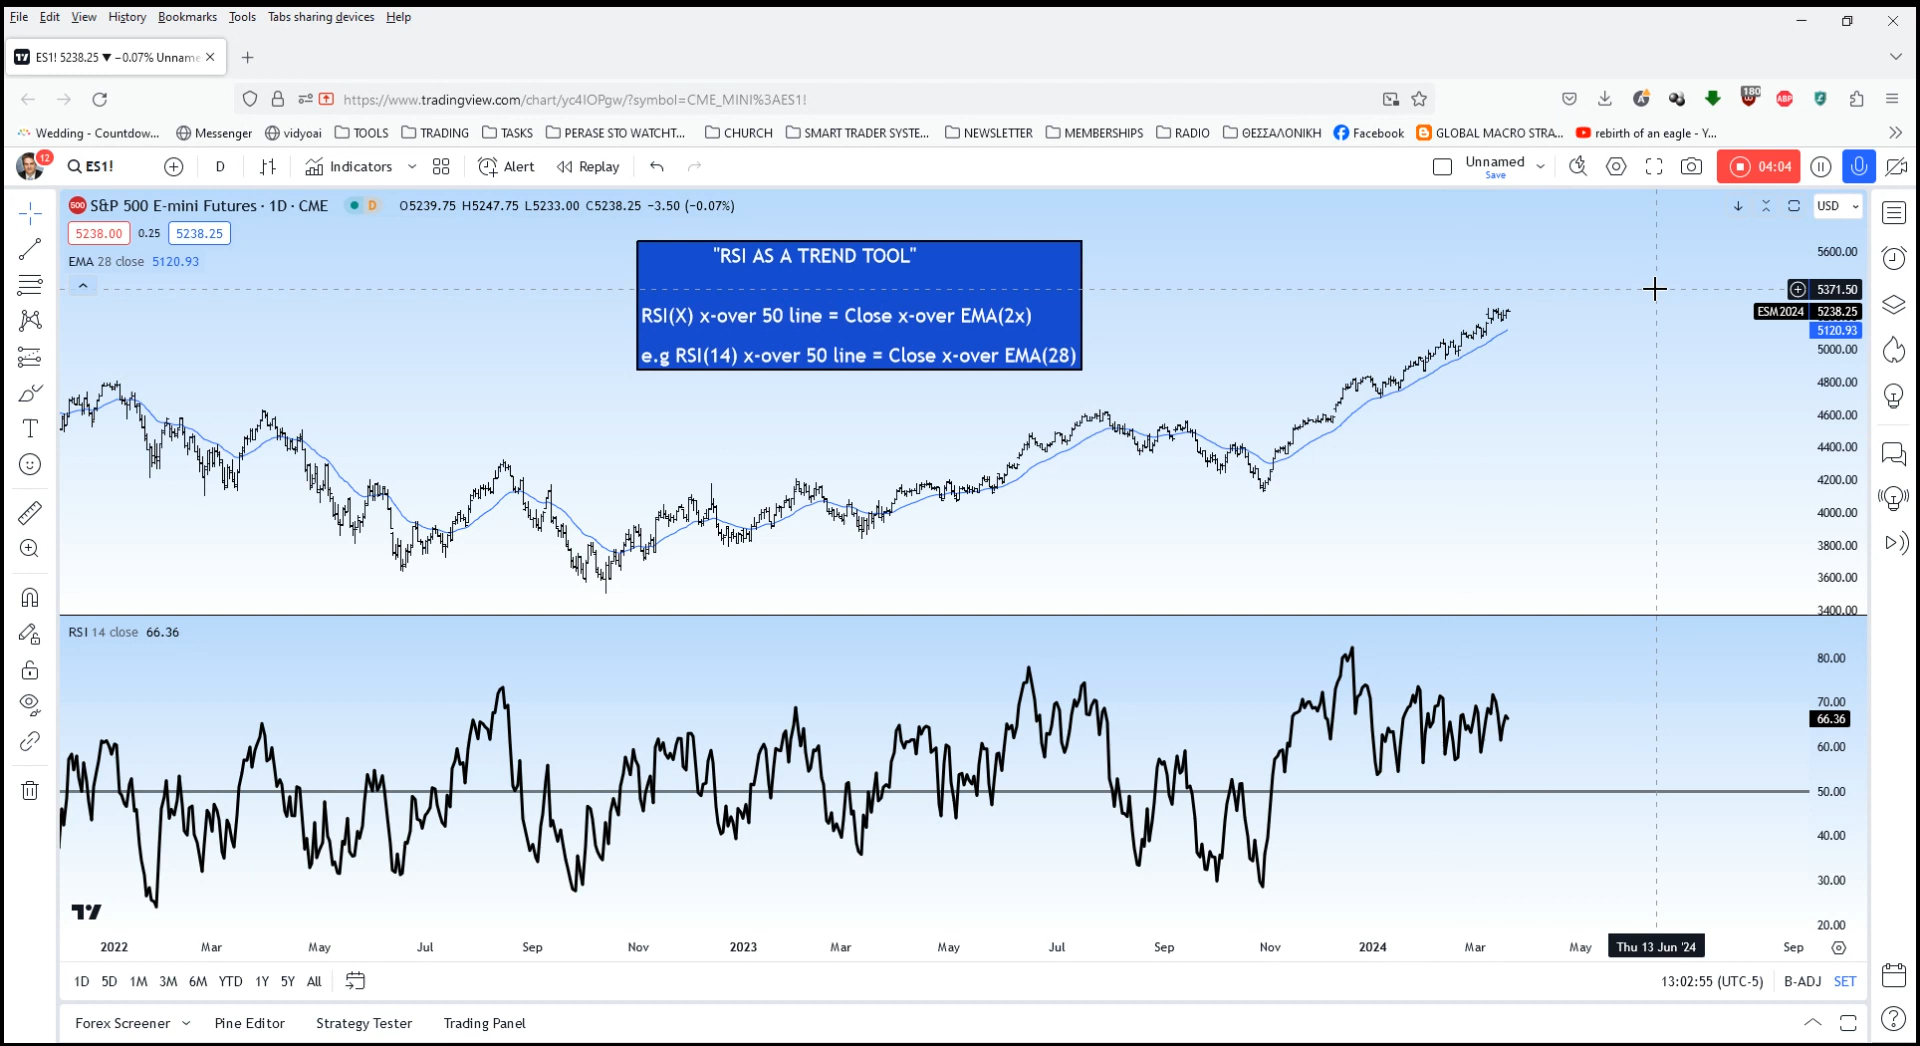 File Edit View History Bookmarks Tools Tabs sharing devices Help
ES1! 5238.25 ▼ −0.07% Unname
https://www.tradingview.com/chart/yc4IOPgw/?symbol=CME_MINI%3AES1!
180
ABP
Wedding - Countdow... Messenger vidyoai TOOLS TRADING TASKS PERASE STO WATCHT... CHURCH SMART TRADER SYSTE... NEWSLETTER MEMBERSHIPS RADIO ΘΕΣΣΑΛΟΝΙΚΗ Facebook GLOBAL MACRO STRA... rebirth of an eagle - Y...
12
ES1! D Indicators Alert Replay Unnamed 04:04
Save
500 S&P 500 E-mini Futures · 1D · CME D O5239.75 H5247.75 L5233.00 C5238.25 −3.50 (−0.07%) USD
5238.00 0.25 5238.25
EMA 28 close 5120.93
"RSI AS A TREND TOOL"
RSI(X) x-over 50 line = Close x-over EMA(2x)
e.g RSI(14) x-over 50 line = Close x-over EMA(28)
5600.00
5371.50
ESM2024 5238.25
5120.93
5000.00
4800.00
4600.00
4400.00
4200.00
4000.00
3800.00
3600.00
3400.00
RSI 14 close 66.36
80.00
70.00
66.36
60.00
50.00
40.00
30.00
20.00
2022 Mar May Jul Sep Nov 2023 Mar May Jul Sep Nov 2024 Mar May Thu 13 Jun '24 Sep
1D 5D 1M 3M 6M YTD 1Y 5Y All 13:02:55 (UTC-5) B-ADJ SET
Forex Screener Pine Editor Strategy Tester Trading Panel